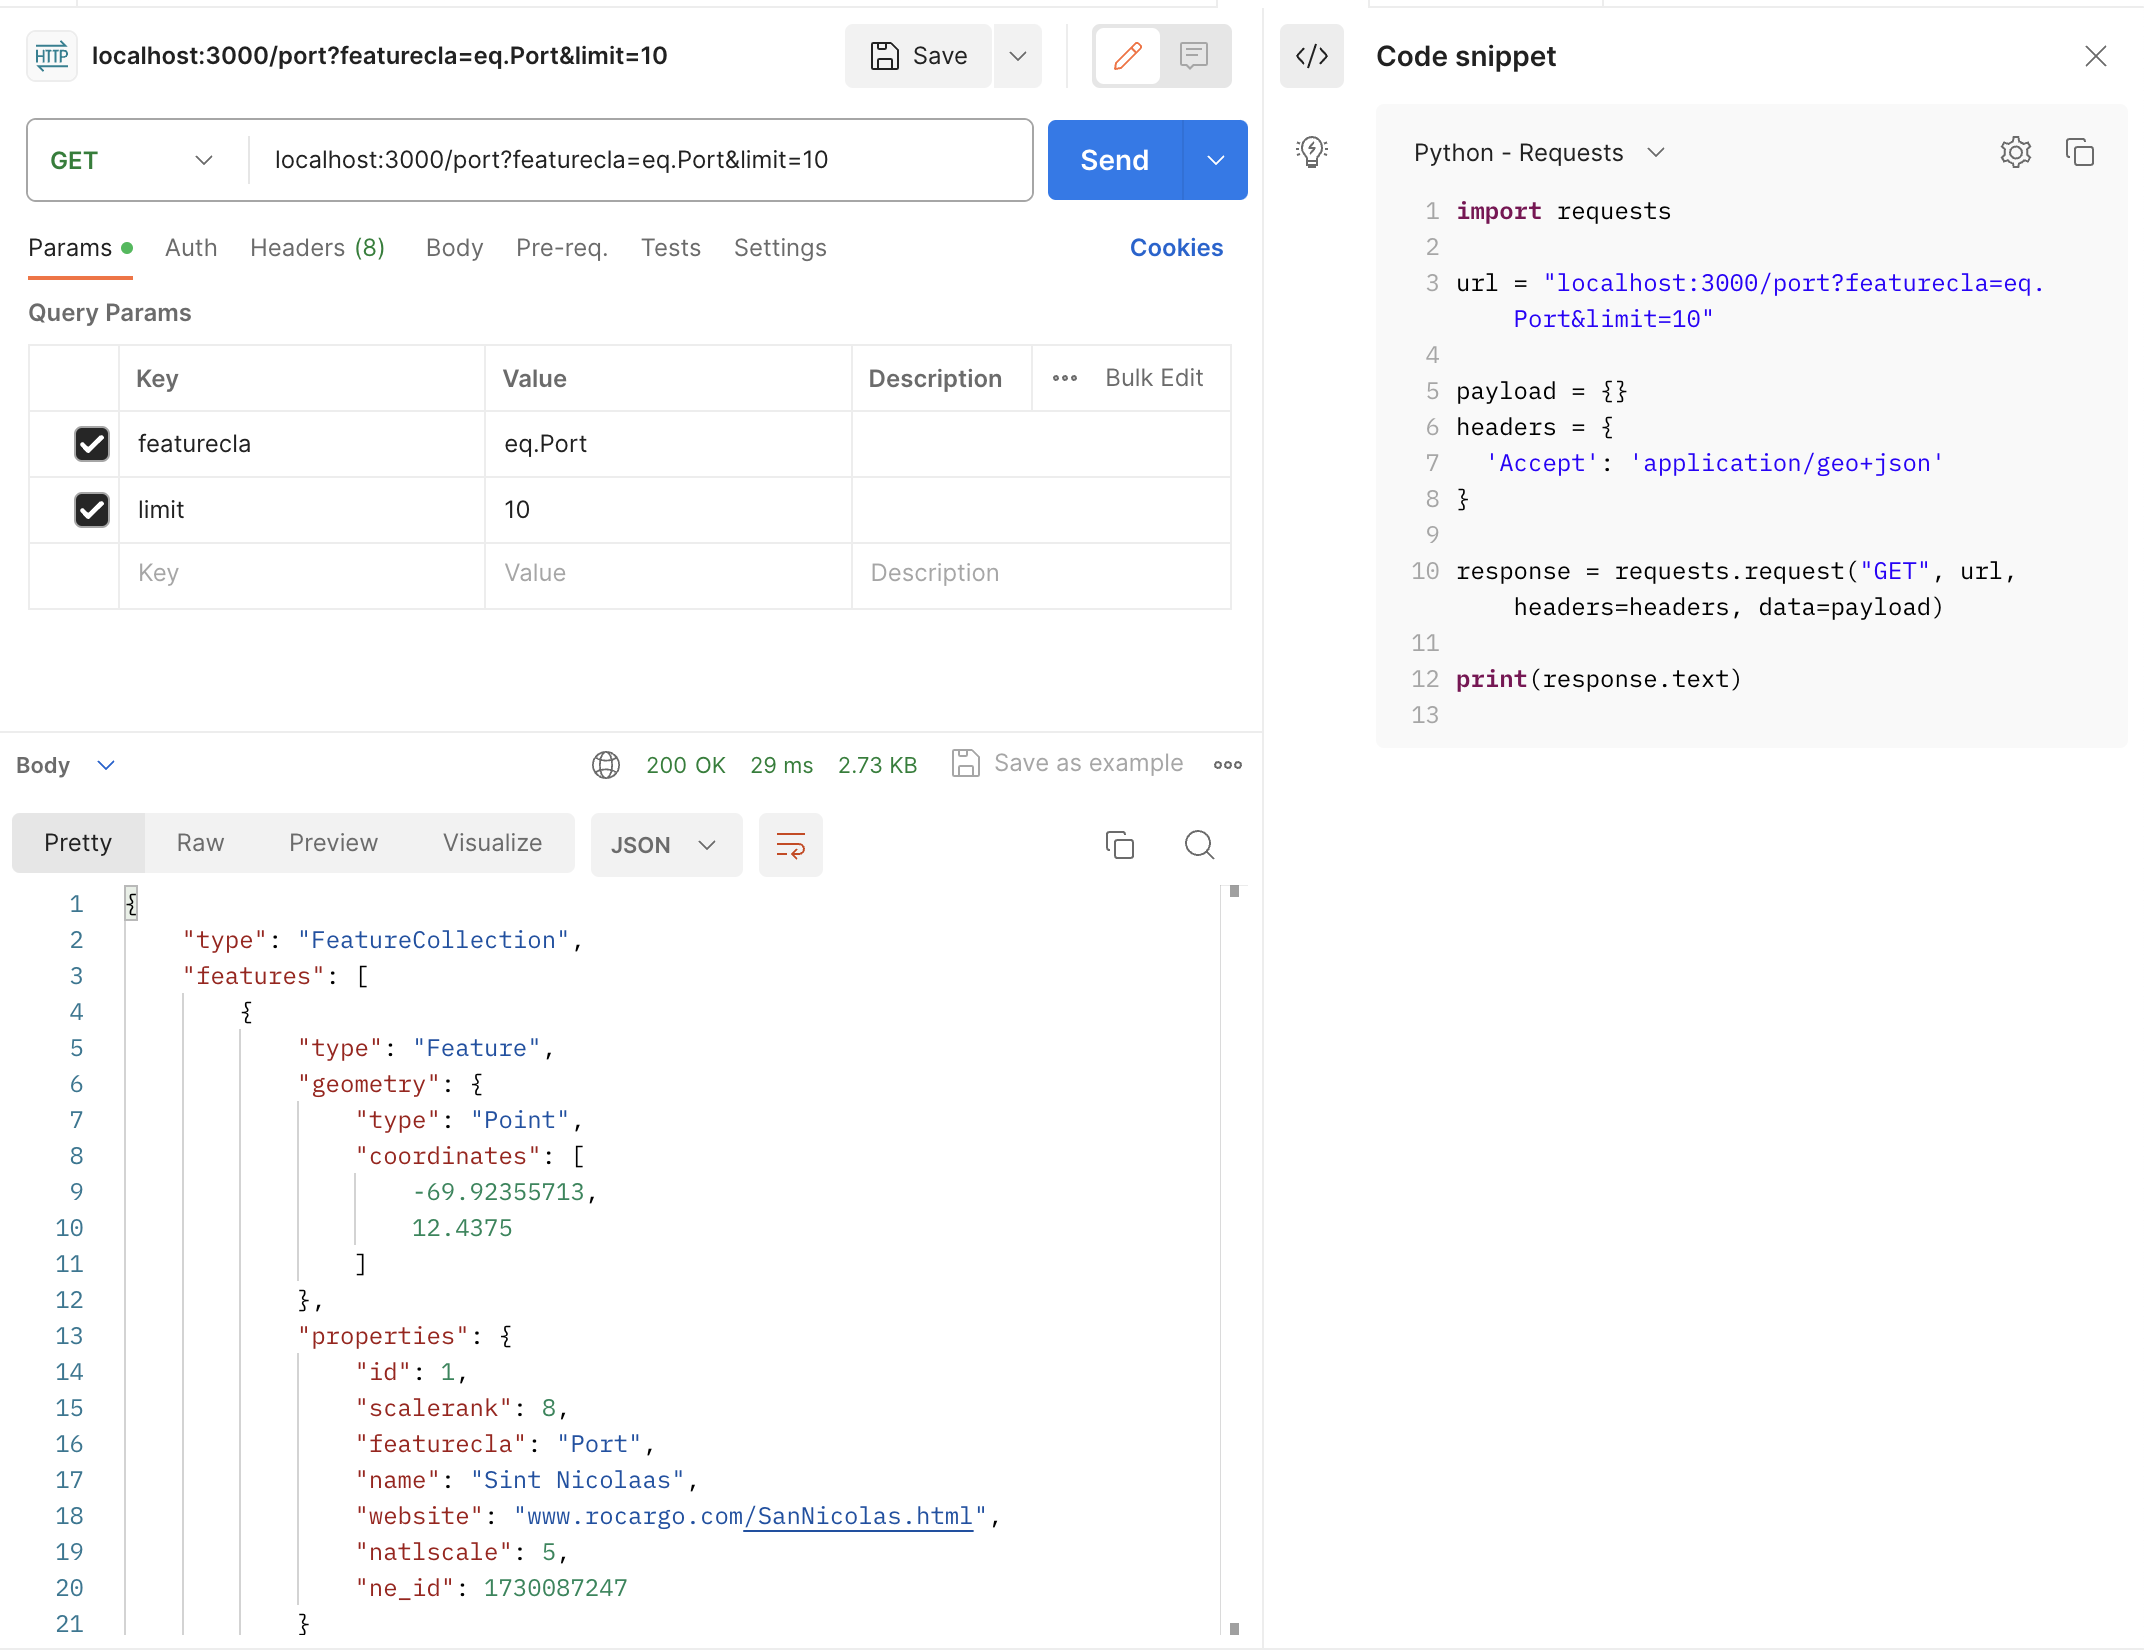 HTTP localhost:3000/port?featurecla=eq.Port&limit=10
Save
GET localhost:3000/port?featurecla=eq.Port&limit=10
Send
Params Auth Headers (8) Body Pre-req. Tests Settings Cookies
Query Params
Key Value Description Bulk Edit
featurecla eq.Port
limit 10
Key Value Description
Body 200 OK 29 ms 2.73 KB Save as example
Pretty Raw Preview Visualize JSON
1 {
2 "type": "FeatureCollection",
3 "features": [
4 {
5 "type": "Feature",
6 "geometry": {
7 "type": "Point",
8 "coordinates": [
9 -69.92355713,
10 12.4375
11 ]
12 },
13 "properties": {
14 "id": 1,
15 "scalerank": 8,
16 "featurecla": "Port",
17 "name": "Sint Nicolaas",
18 "website": "www.rocargo.com/SanNicolas.html",
19 "natlscale": 5,
20 "ne_id": 1730087247
21 }
</> Code snippet
Python - Requests
1 import requests
2
3 url = "localhost:3000/port?featurecla=eq.
Port&limit=10"
4
5 payload = {}
6 headers = {
7 'Accept': 'application/geo+json'
8 }
9
10 response = requests.request("GET", url,
headers=headers, data=payload)
11
12 print(response.text)
13